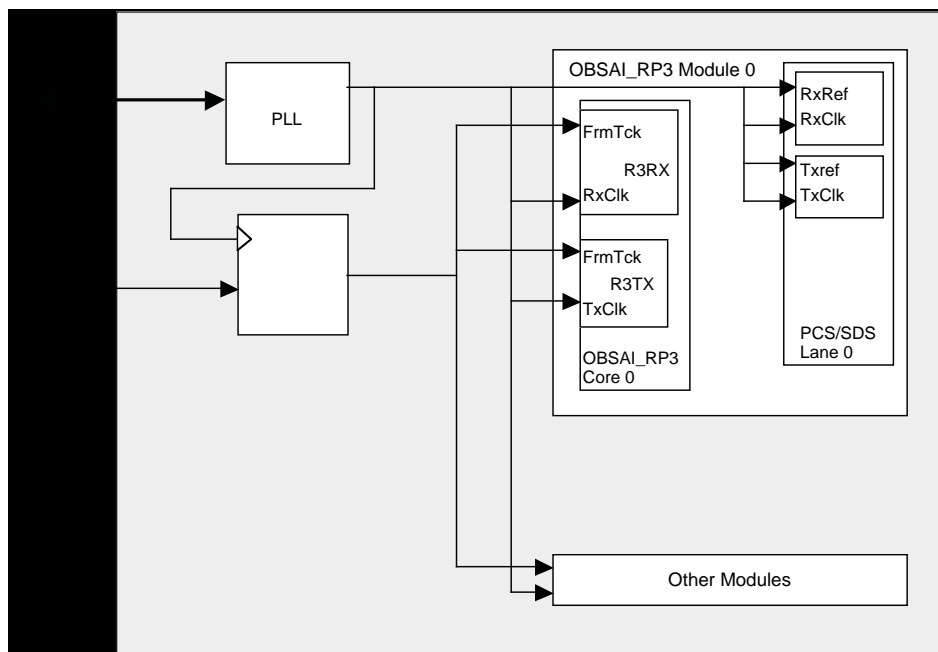 PLL
OBSAI_RP3 Module 0
FrmTck
R3RX
RxClk
FrmTck
R3TX
TxClk
OBSAI_RP3
Core 0
RxRef
RxClk
Txref
TxClk
PCS/SDS
Lane 0
Other Modules